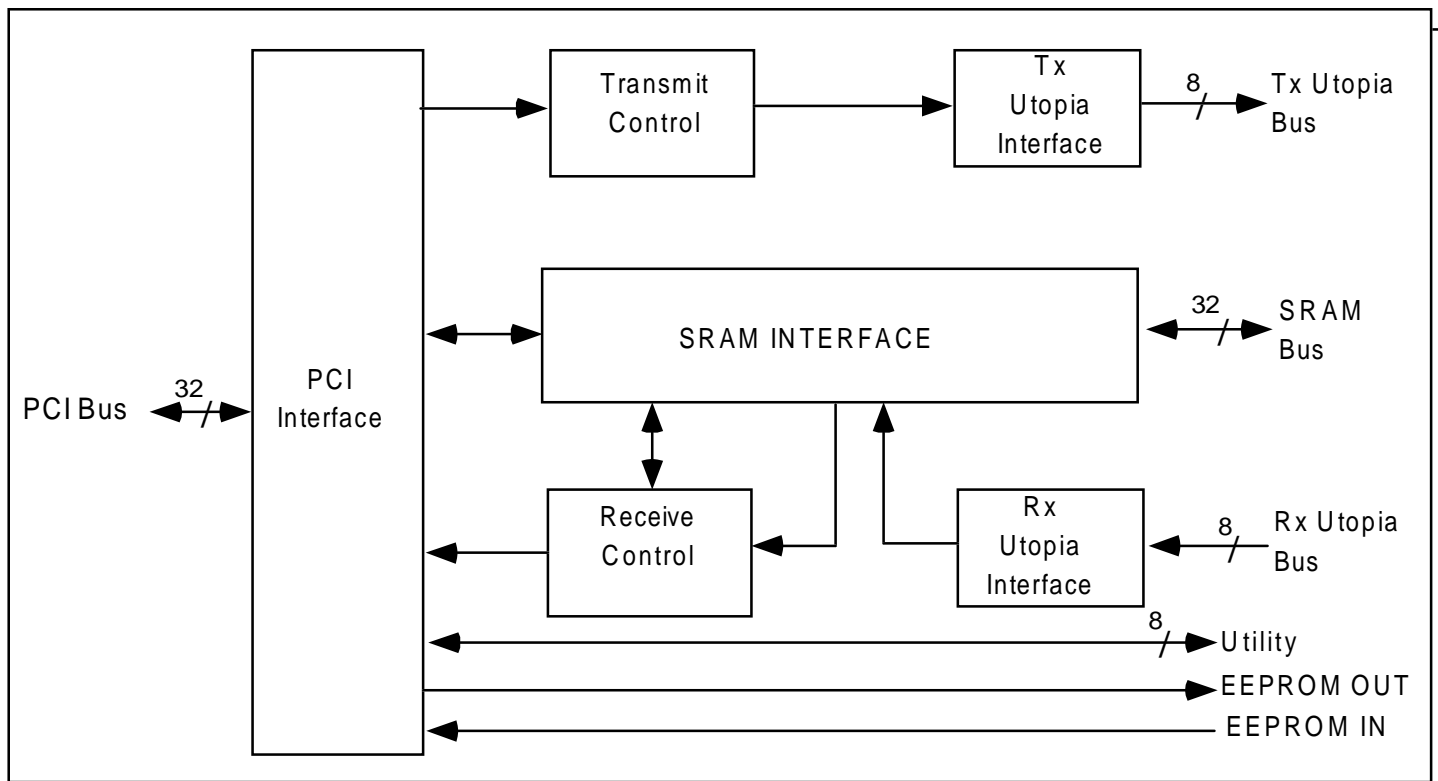 Transmit
Control
Tx
Utopia
Interface
8
Tx Utopia
Bus
SRAM INTERFACE
32
SRAM
Bus
PCI Bus
32
PCI
Interface
Receive
Control
Rx
Utopia
Interface
8
Rx Utopia
Bus
8
Utility
EEPROM OUT
EEPROM IN